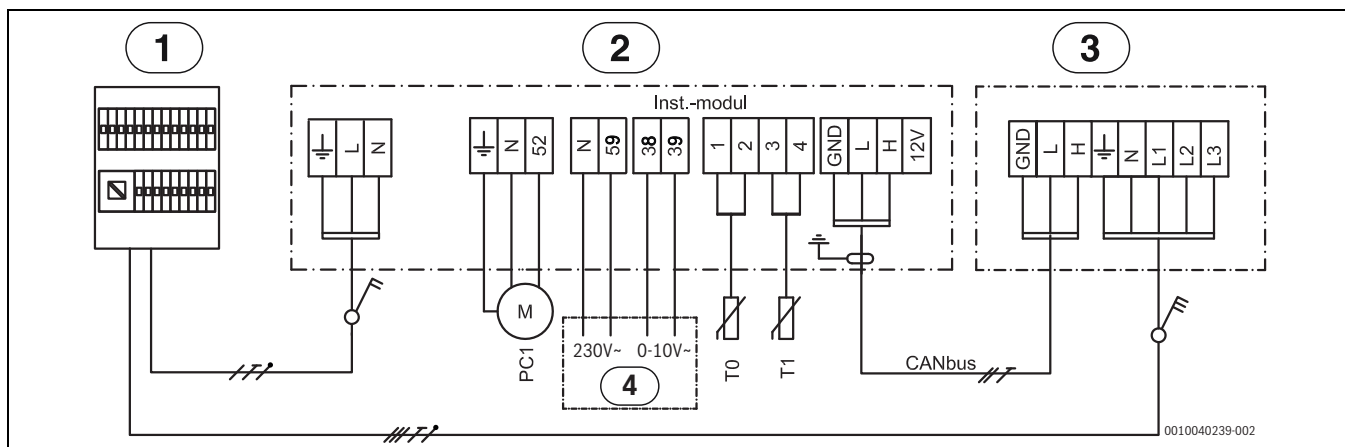 1
2
3
Inst.-modul
L
N
N
52
N
59
38
39
1
2
3
4
GND
L
H
12V
GND
L
H
N
L1
L2
L3
M
PC1
230V~
0-10V~
4
T0
T1
CANbus
0010040239-002